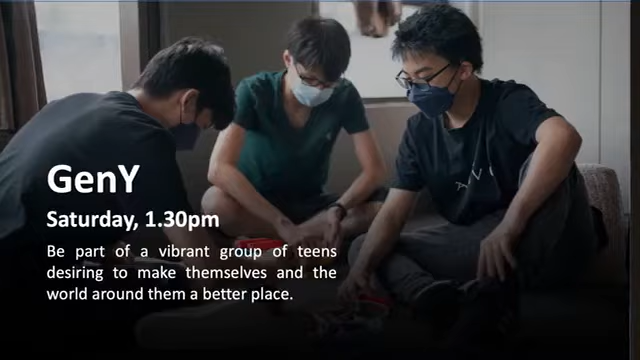 GenY
Saturday, 1.30pm
Be part of a vibrant group of teens
desiring to make themselves and the
world around them a better place.